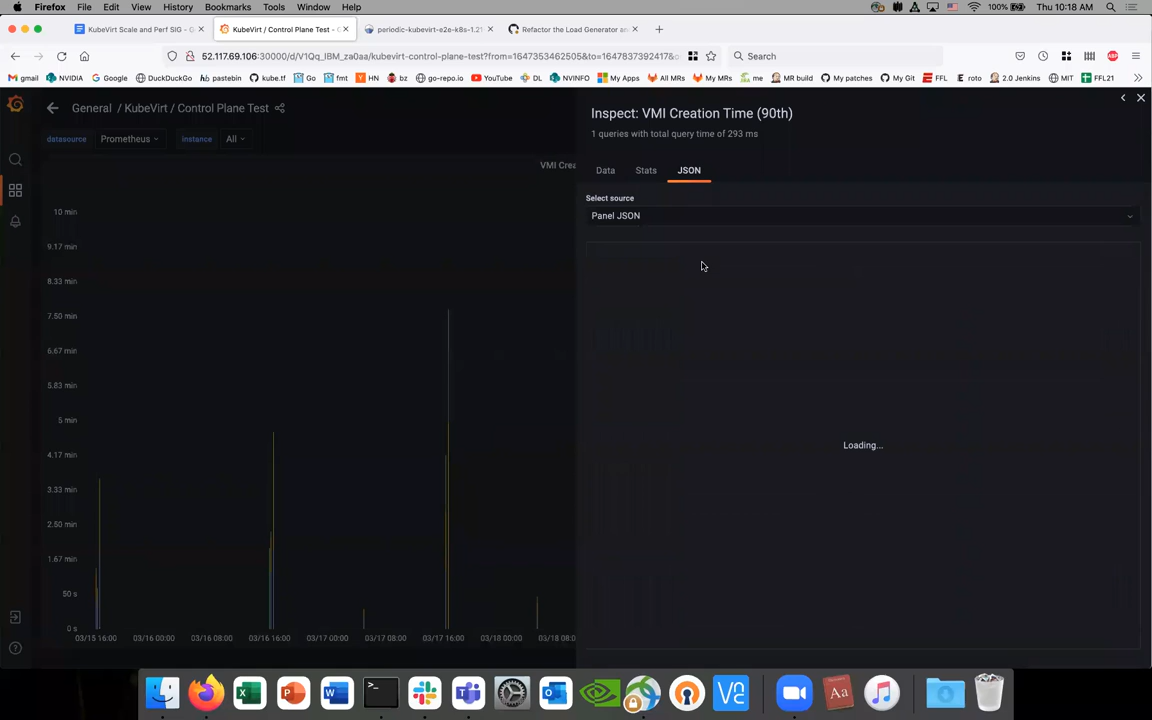 Firefox File Edit View History Bookmarks Tools Window Help 100% Thu 10:18 AM
KubeVirt Scale and Perf SIG - G × KubeVirt / Control Plane Test - G × periodic-kubevirt-e2e-k8s-1.21 × Refactor the Load Generator an ×
52.117.69.106:30000/d/V1Qq_IBM_za0aa/kubevirt-control-plane-test?from=1647353462505&to=1647837392417& Search
gmail NVIDIA Google DuckDuckGo pastebin kube.tf Go fmt HN bz go-repo.io YouTube DL NVINFO My Apps All MRs My MRs me MR build My patches My Git FFL roto 2.0 Jenkins MIT FFL21
General / KubeVirt / Control Plane Test
datasource Prometheus instance All
VMI Crea
10 min
9.17 min
8.33 min
7.50 min
6.67 min
5.83 min
5 min
4.17 min
3.33 min
2.50 min
1.67 min
50 s
0 s
03/15 16:00 03/16 00:00 03/16 08:00 03/16 16:00 03/17 00:00 03/17 08:00 03/17 16:00 03/18 00:00 03/18 08:0
Inspect: VMI Creation Time (90th)
1 queries with total query time of 293 ms
Data Stats JSON
Select source
Panel JSON
Loading...